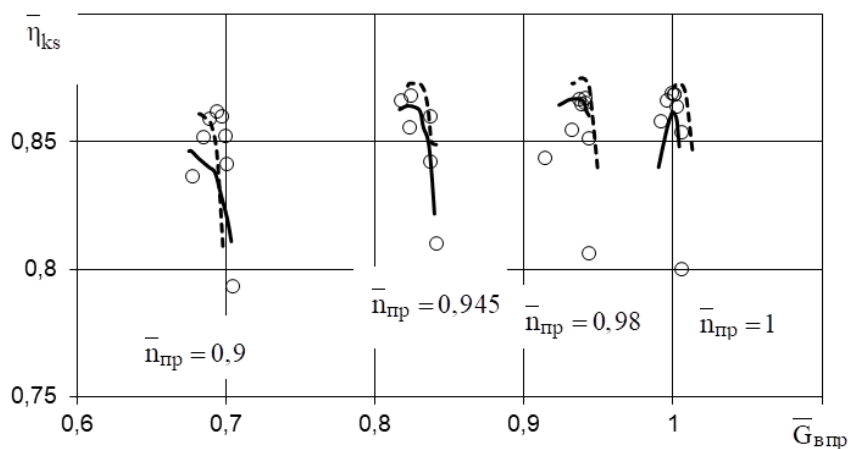 η̅ks
0,85
0,8
n̅пр = 0,945
n̅пр = 0,98
n̅пр = 1
n̅пр = 0,9
0,75
0,6 0,7 0,8 0,9 1 G̅в пр